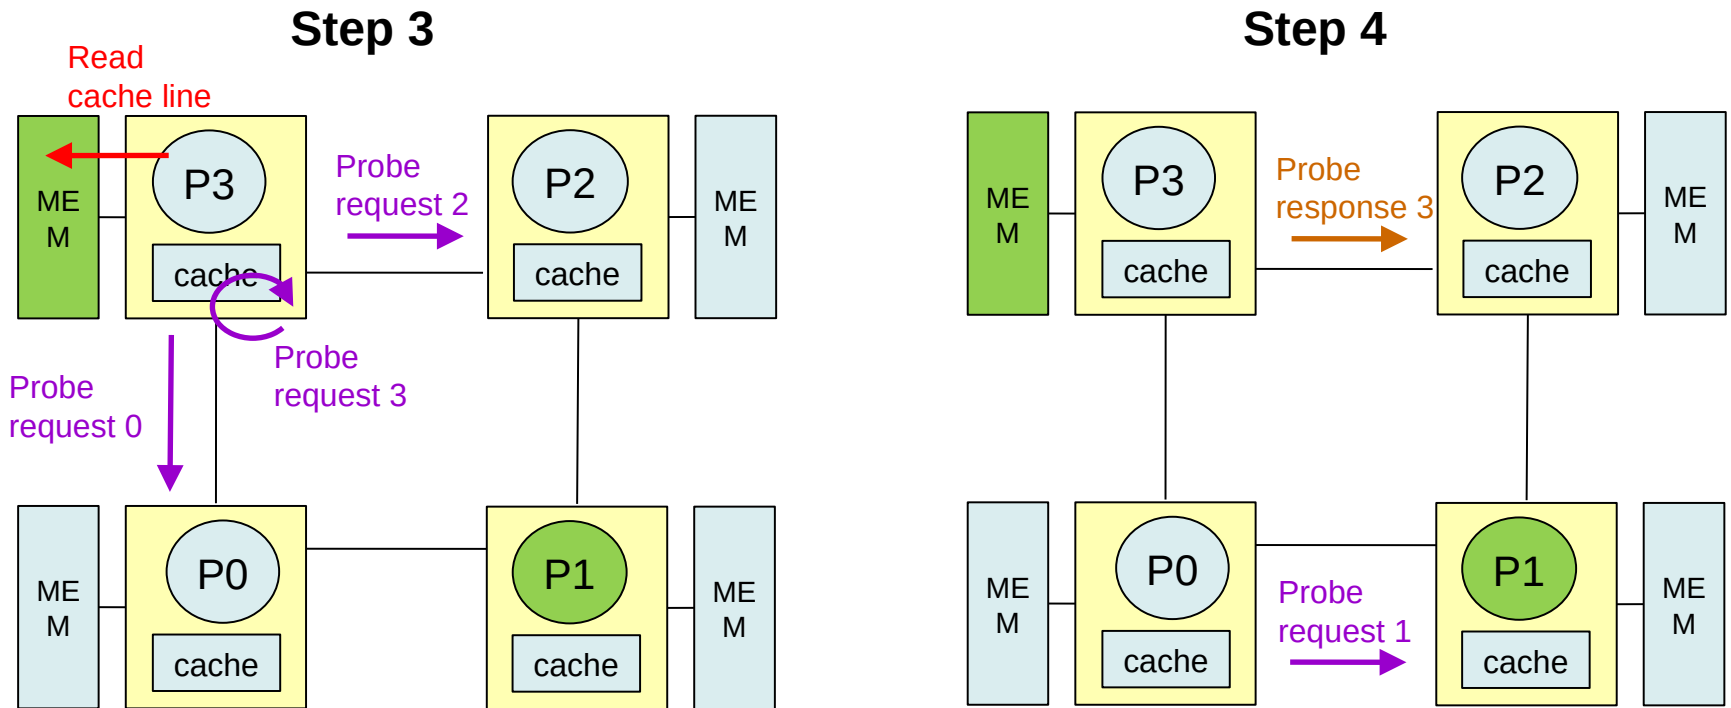 Step 3
Read
cache line
ME
M
P3
cache
Probe
request 2
P2
cache
ME
M
Probe
request 0
Probe
request 3
ME
M
P0
cache
P1
cache
ME
M
Step 4
ME
M
P3
cache
Probe
response 3
P2
cache
ME
M
ME
M
P0
cache
Probe
request 1
P1
cache
ME
M